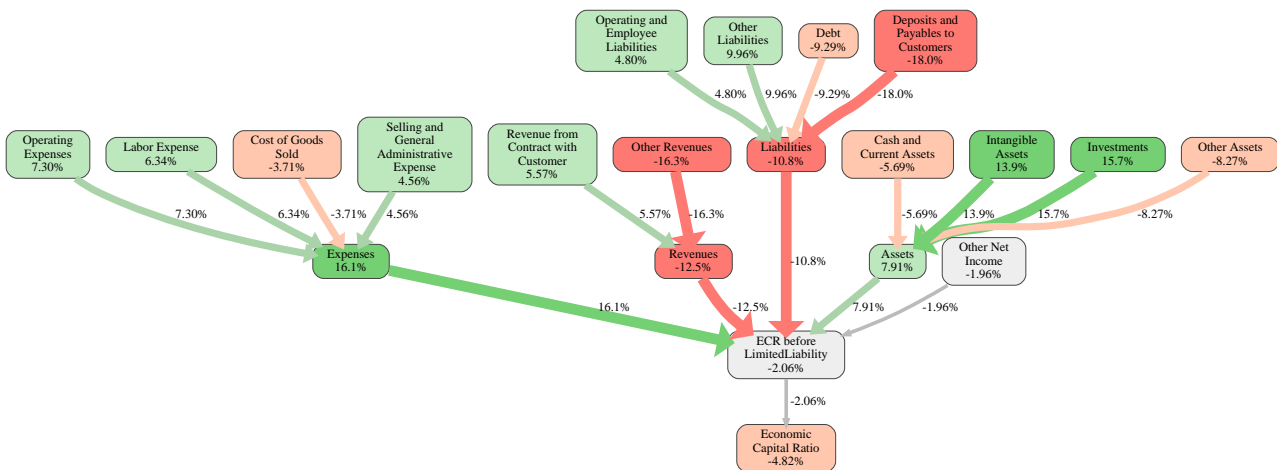 Operating and
Employee
Liabilities
4.80%
Other
Liabilities
9.96%
Debt
-9.29%
Deposits and
Payables to
Customers
-18.0%
4.80%
9.96%
-9.29%
-18.0%
Operating
Expenses
7.30%
Labor Expense
6.34%
Cost of Goods
Sold
-3.71%
Selling and
General
Administrative
Expense
4.56%
Revenue from
Contract with
Customer
5.57%
Other Revenues
-16.3%
Liabilities
-10.8%
Cash and
Current Assets
-5.69%
Intangible
Assets
13.9%
Investments
15.7%
Other Assets
-8.27%
7.30%
6.34%
-3.71%
4.56%
5.57%
-16.3%
-5.69%
13.9%
15.7%
-8.27%
Expenses
16.1%
Revenues
-12.5%
-10.8%
Assets
7.91%
Other Net
Income
-1.96%
16.1%
-12.5%
7.91%
-1.96%
ECR before
LimitedLiability
-2.06%
-2.06%
Economic
Capital Ratio
-4.82%